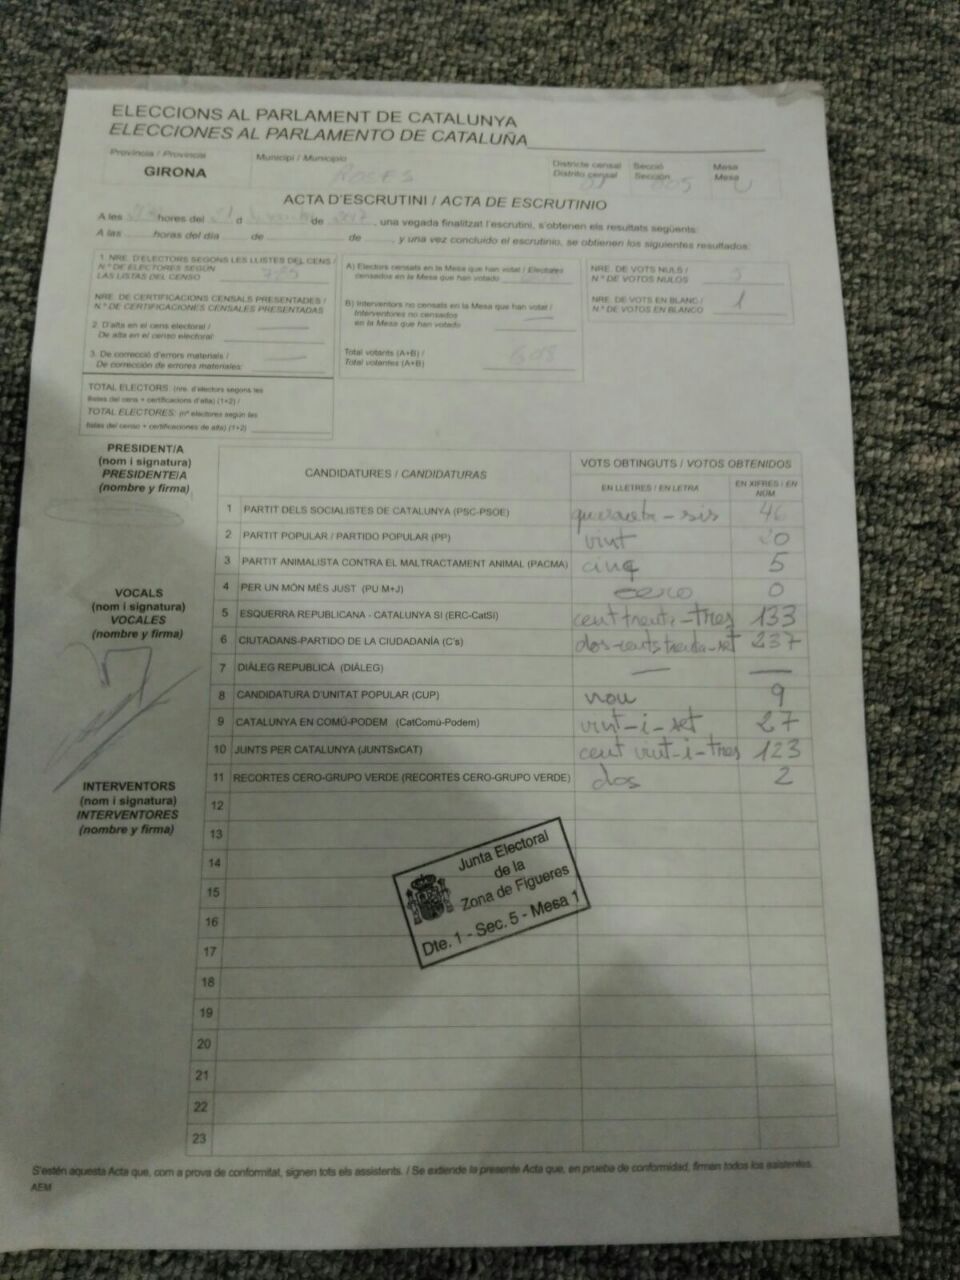 ELECCIONS AL PARLAMENT DE CATALUNYA
ELECCIONES AL PARLAMENTO DE CATALUÑA
Província / Provincia
GIRONA
Municipi / Municipio
ROSES
Districte censal
Distrito censal
01
Secció
Sección
005
Mesa
Mesa
U
ACTA D'ESCRUTINI / ACTA DE ESCRUTINIO
A les hores del 21 d de 2017, una vegada finalitzat l'escrutini, s'obtenen els resultats següents:
A las horas del día de de , y una vez concluido el escrutinio, se obtienen los siguientes resultados:
1. NRE. D'ELECTORS SEGONS LES LLISTES DEL CENS /
N.º DE ELECTORES SEGÚN
LAS LISTAS DEL CENSO
NRE. DE CERTIFICACIONS CENSALS PRESENTADES /
N.º DE CERTIFICACIONES CENSALES PRESENTADAS
2. D'alta en el cens electoral /
De alta en el censo electoral: —
3. De correcció d'errors materials /
De corrección de errores materiales: —
TOTAL ELECTORS: (nre. d'electors segons les
llistes del cens + certificacions d'alta) (1+2) /
TOTAL ELECTORES: (nº electores según las
listas del censo + certificaciones de alta) (1+2)
A) Electors censats en la Mesa que han votat / Electores
censados en la Mesa que han votado
B) Interventors no censats en la Mesa que han votat /
Interventores no censados
en la Mesa que han votado —
Total votants (A+B) /
Total votantes (A+B) 608
NRE. DE VOTS NULS /
N.º DE VOTOS NULOS 5
NRE. DE VOTS EN BLANC /
N.º DE VOTOS EN BLANCO 1
PRESIDENT/A
(nom i signatura)
PRESIDENTE/A
(nombre y firma)
VOCALS
(nom i signatura)
VOCALES
(nombre y firma)
INTERVENTORS
(nom i signatura)
INTERVENTORES
(nombre y firma)
CANDIDATURES / CANDIDATURAS
VOTS OBTINGUTS / VOTOS OBTENIDOS
EN LLETRES / EN LETRA
EN XIFRES / EN NÚM
1 PARTIT DELS SOCIALISTES DE CATALUNYA (PSC-PSOE) quaranta-sis 46
2 PARTIT POPULAR / PARTIDO POPULAR (PP) vint 20
3 PARTIT ANIMALISTA CONTRA EL MALTRACTAMENT ANIMAL (PACMA) cinq 5
4 PER UN MÓN MÉS JUST (PU M+J) cero 0
5 ESQUERRA REPUBLICANA - CATALUNYA SI (ERC-CatSí) cent trenta-tres 133
6 CIUTADANS-PARTIDO DE LA CIUDADANÍA (C's) dos-cents trenta-set 237
7 DIÀLEG REPUBLICÀ (DIÀLEG) — —
8 CANDIDATURA D'UNITAT POPULAR (CUP) nou 9
9 CATALUNYA EN COMÚ-PODEM (CatComú-Podem) vint-i-set 27
10 JUNTS PER CATALUNYA (JUNTSxCAT) cent vint-i-tres 123
11 RECORTES CERO-GRUPO VERDE (RECORTES CERO-GRUPO VERDE) dos 2
12
13
14
15
16
17
18
19
20
21
22
23
Junta Electoral
de la
Zona de Figueres
Dte. 1 - Sec. 5 - Mesa 1
S'estén aquesta Acta que, com a prova de conformitat, signen tots els assistents. / Se extiende la presente Acta que, en prueba de conformidad, firman todos los asistentes.
AEM